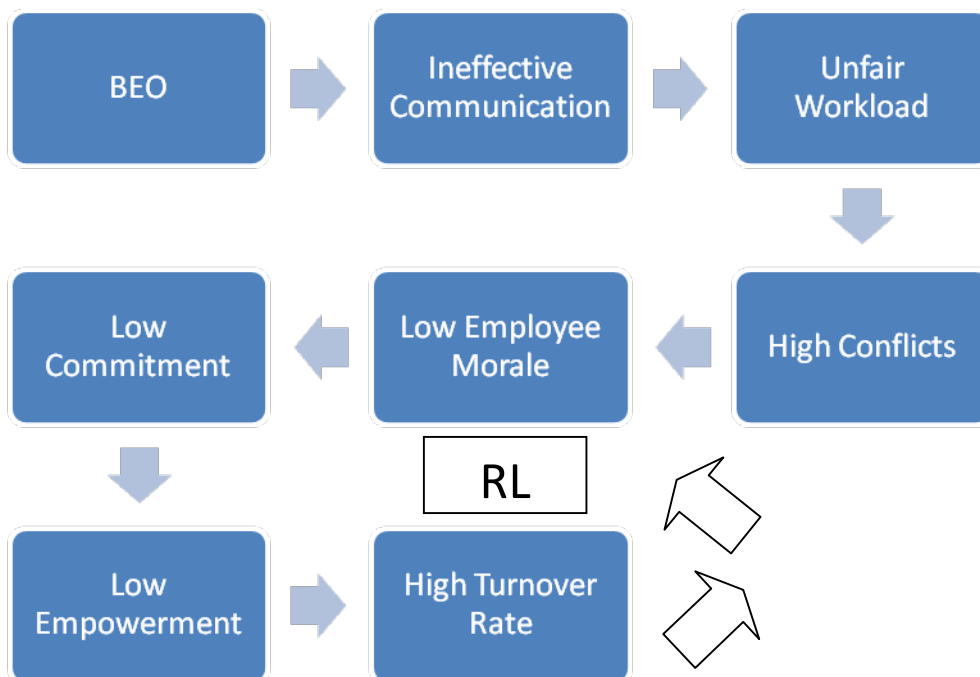 BEO
Ineffective
Communication
Unfair
Workload
High Conflicts
Low Employee
Morale
Low
Commitment
RL
Low
Empowerment
High Turnover
Rate